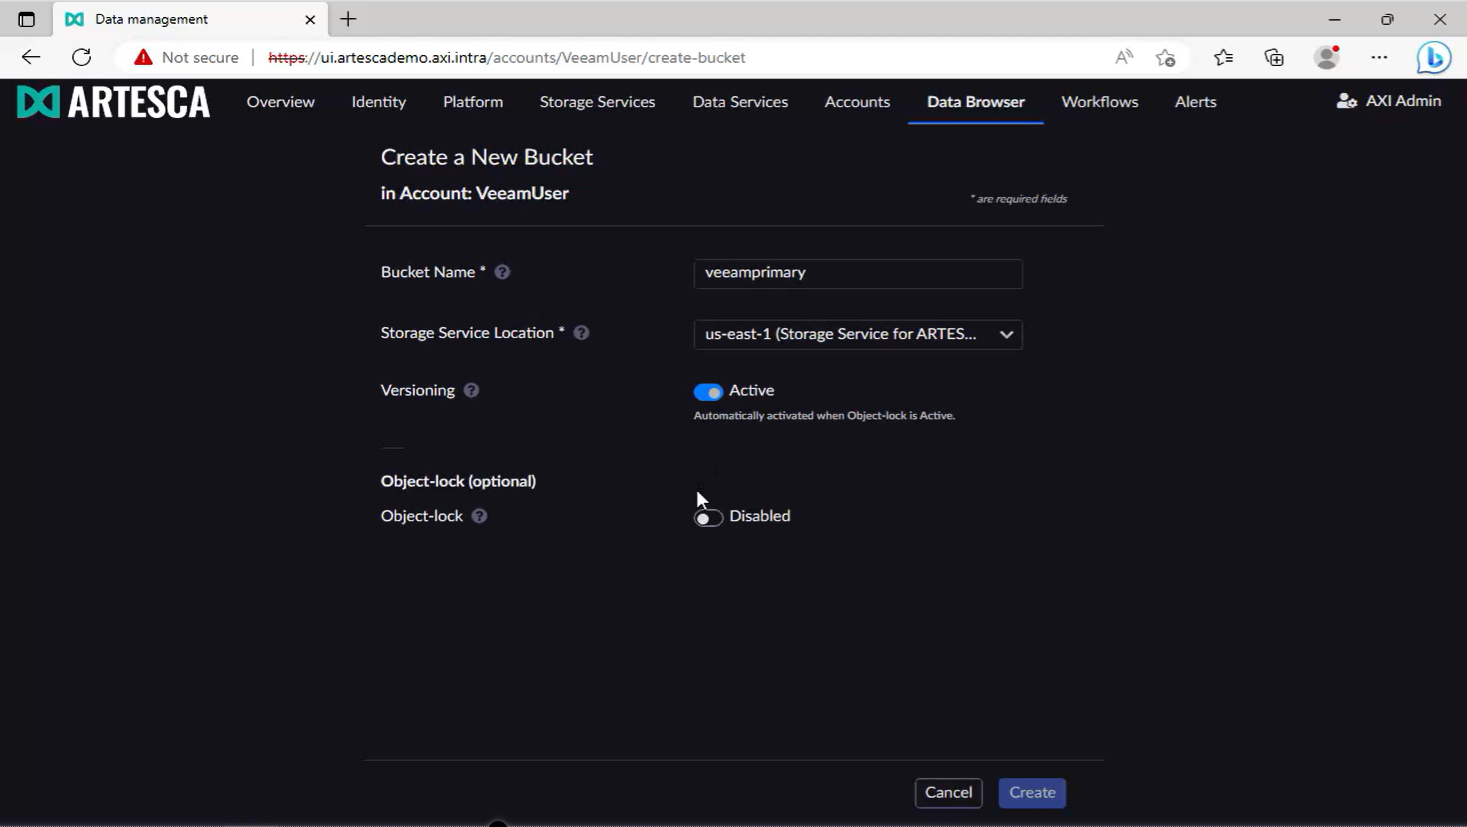 Data management
Not secure
https://ui.artescademo.axi.intra/accounts/VeeamUser/create-bucket
ARTESCA
Overview
Identity
Platform
Storage Services
Data Services
Accounts
Data Browser
Workflows
Alerts
AXI Admin
Create a New Bucket
in Account: VeeamUser
* are required fields
Bucket Name *
veeamprimary
Storage Service Location *
us-east-1 (Storage Service for ARTES...
Versioning
Active
Automatically activated when Object-lock is Active.
Object-lock (optional)
Object-lock
Disabled
Cancel
Create